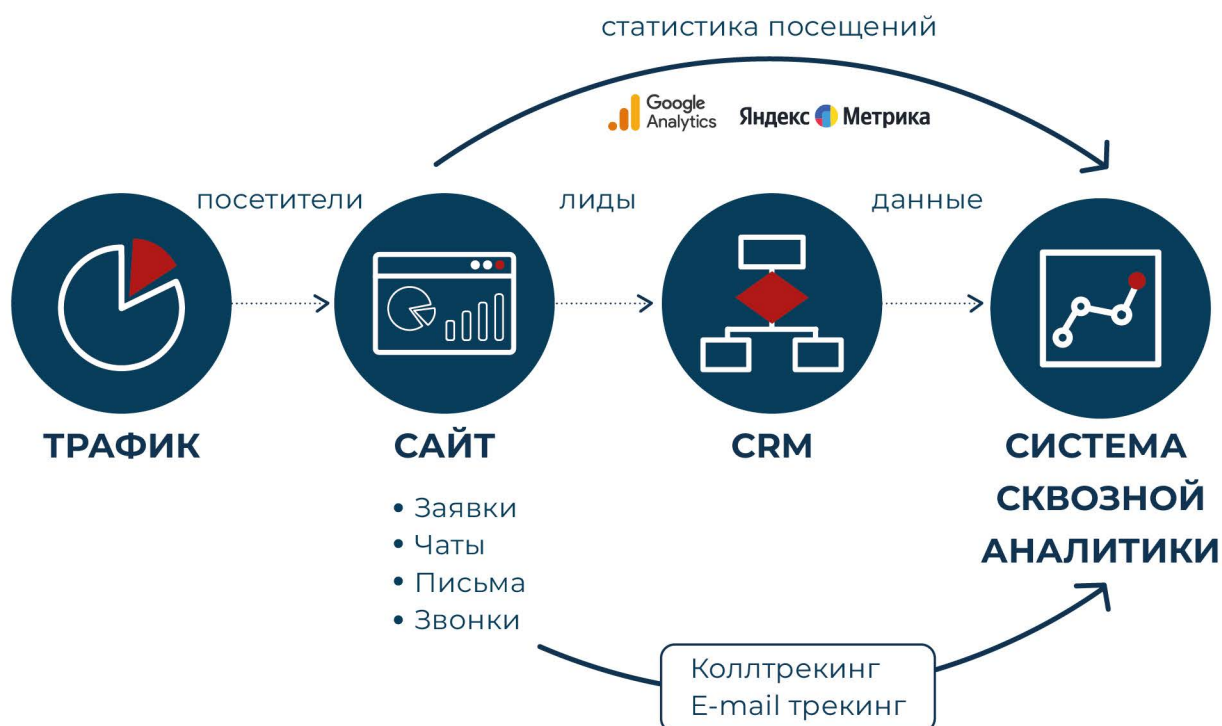 статистика посещений
Google
Analytics
Яндекс Метрика
посетители
лиды
данные
ТРАФИК
САЙТ
CRM
СИСТЕМА
СКВОЗНОЙ
АНАЛИТИКИ
• Заявки
• Чаты
• Письма
• Звонки
Коллтрекинг
E-mail трекинг